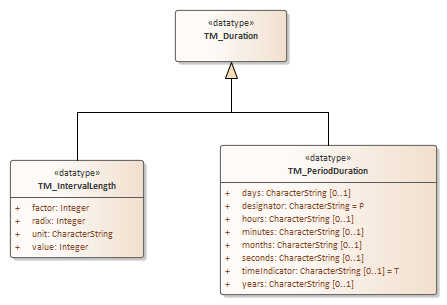 «datatype»
TM_Duration
«datatype»
TM_IntervalLength
+ factor: Integer
+ radix: Integer
+ unit: CharacterString
+ value: Integer
«datatype»
TM_PeriodDuration
+ days: CharacterString [0..1]
+ designator: CharacterString = P
+ hours: CharacterString [0..1]
+ minutes: CharacterString [0..1]
+ months: CharacterString [0..1]
+ seconds: CharacterString [0..1]
+ timeIndicator: CharacterString [0..1] = T
+ years: CharacterString [0..1]